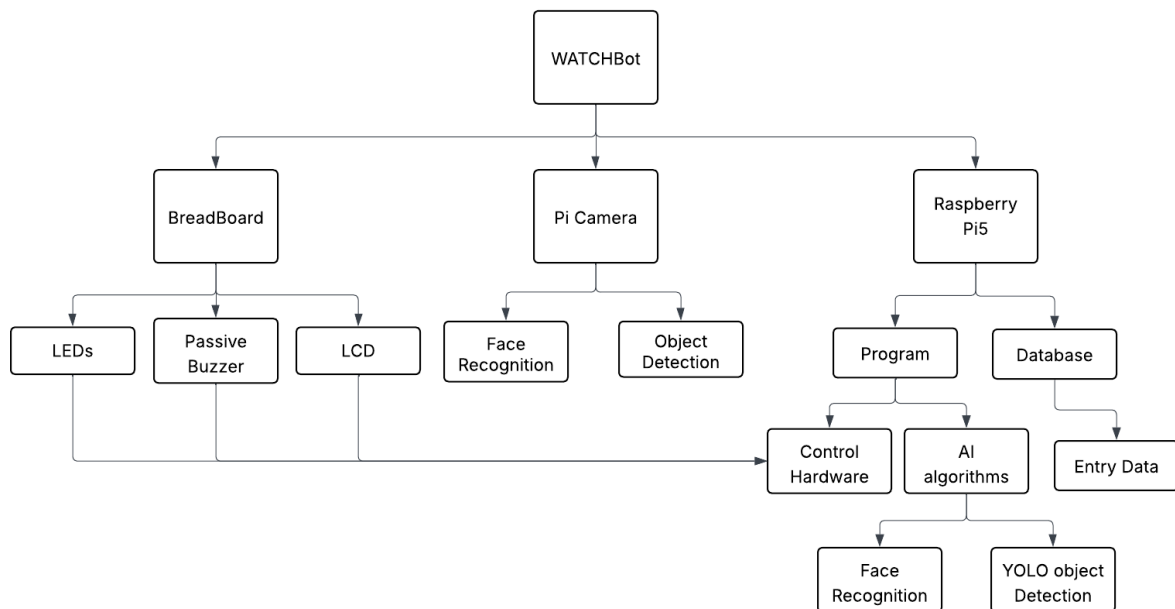 WATCHBot
BreadBoard
Pi Camera
Raspberry
Pi5
LEDs
Passive
Buzzer
LCD
Face
Recognition
Object
Detection
Program
Database
Control
Hardware
AI
algorithms
Entry Data
Face
Recognition
YOLO object
Detection